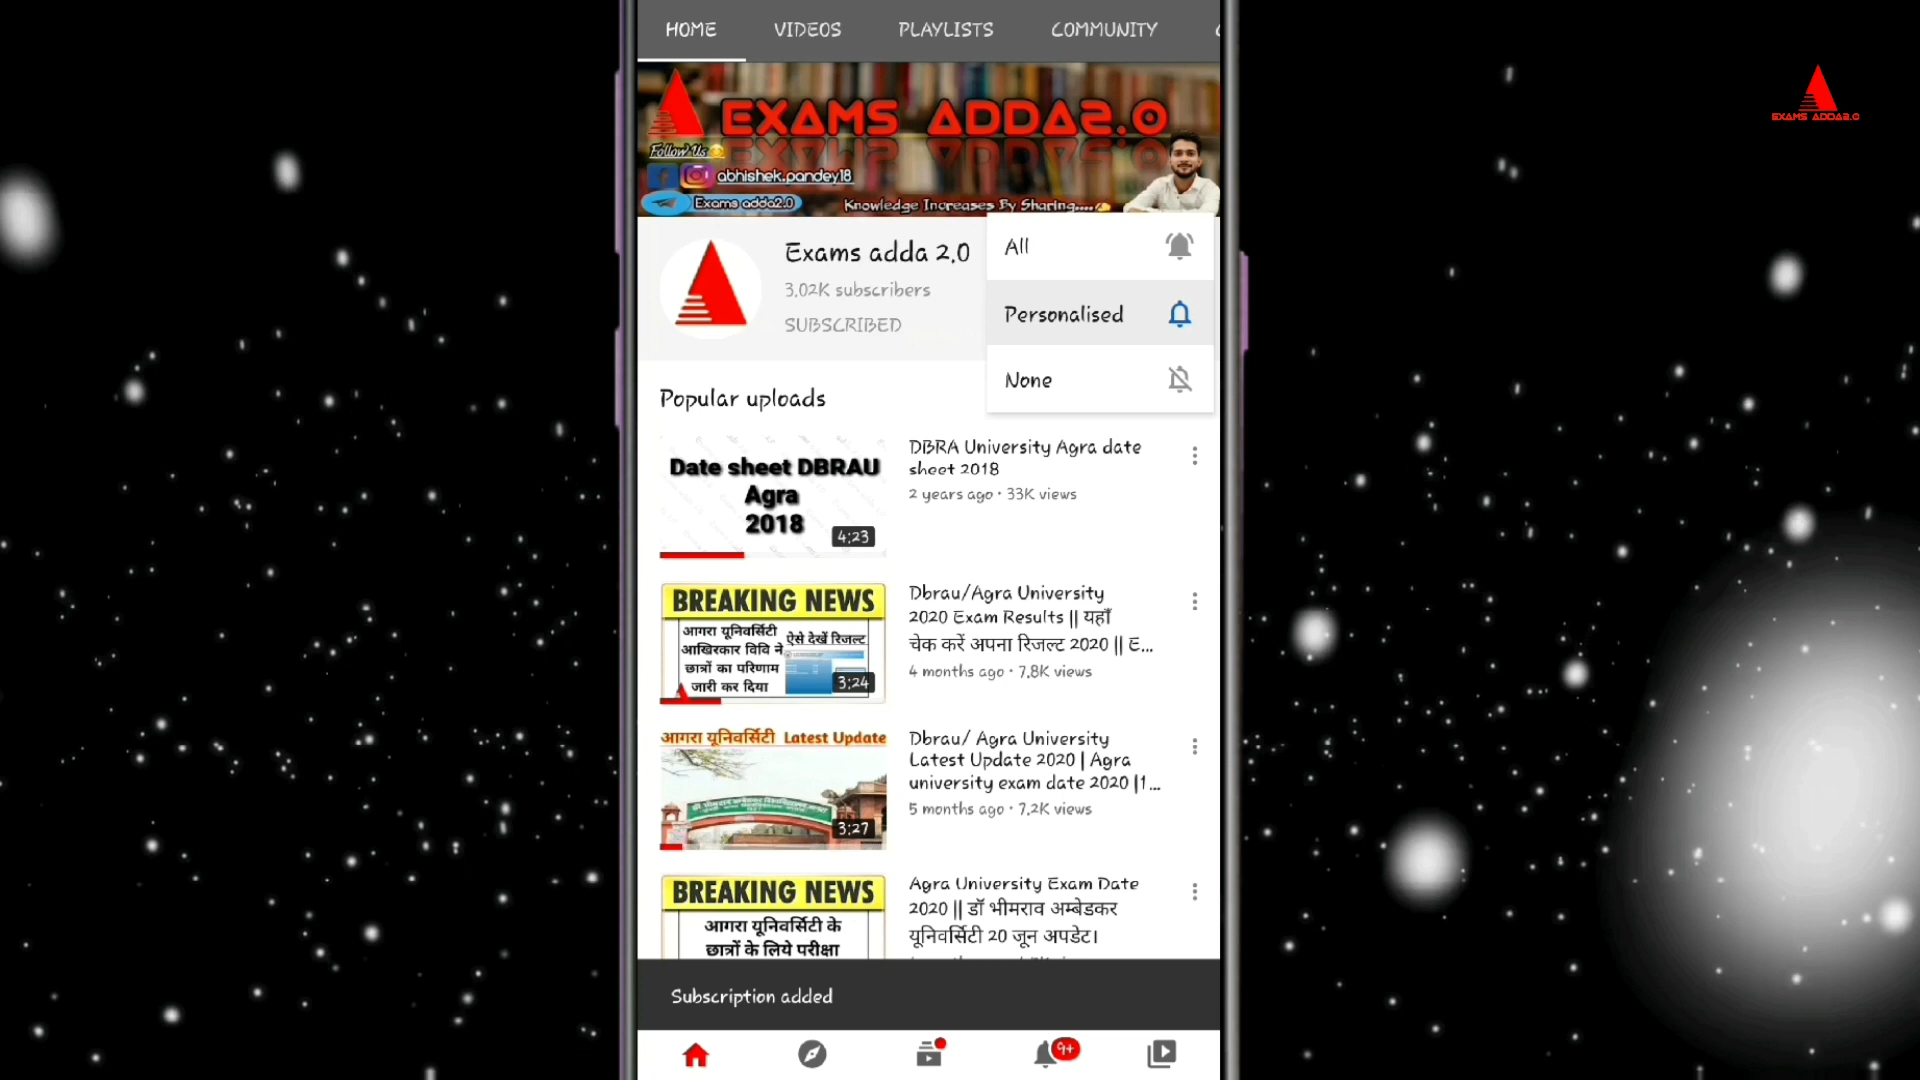 HOME VIDEOS PLAYLISTS COMMUNITY
EXAMS ADDA2.0
EXAMS ADDA2.0
Follow Us
abhishek.pandey18
Exams adda2.0
Knowledge Increases By Sharing....
Exams adda 2.0
3.02K subscribers
SUBSCRIBED
All
Personalised
None
Popular uploads
Date sheet DBRAU
Agra
2018
4:23
DBRA University Agra date
sheet 2018
2 years ago · 33K views
BREAKING NEWS
आगरा यूनिवर्सिटी
आखिरकार विवि ने
छात्रों का परिणाम
जारी कर दिया
ऐसे देखें रिजल्ट
3:24
Dbrau/Agra University
2020 Exam Results || यहाँ
चेक करें अपना रिजल्ट 2020 || E...
4 months ago · 7.8K views
आगरा यूनिवर्सिटी Latest Update
3:27
Dbrau/ Agra University
Latest Update 2020 | Agra
university exam date 2020 |1...
5 months ago · 7.2K views
BREAKING NEWS
आगरा यूनिवर्सिटी के
छात्रों के लिये परीक्षा
Agra University Exam Date
2020 || डॉ भीमराव अम्बेडकर
यूनिवर्सिटी 20 जून अपडेट।
Subscription added
9+